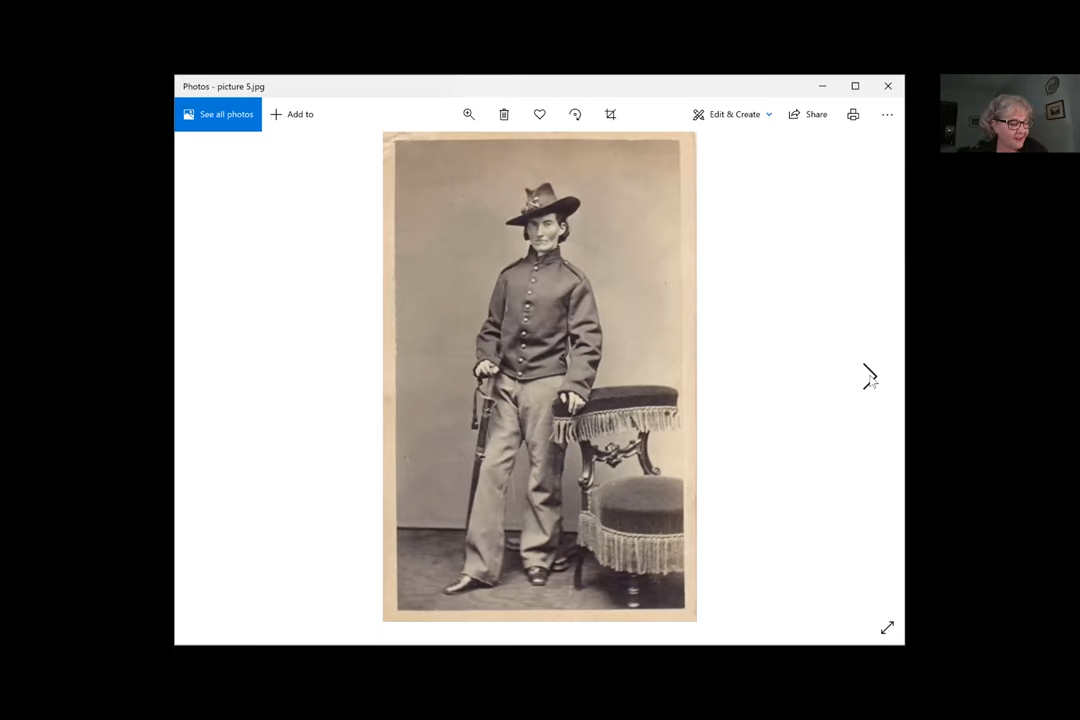 Photos - picture 5.jpg
See all photos
Add to
Edit & Create
Share